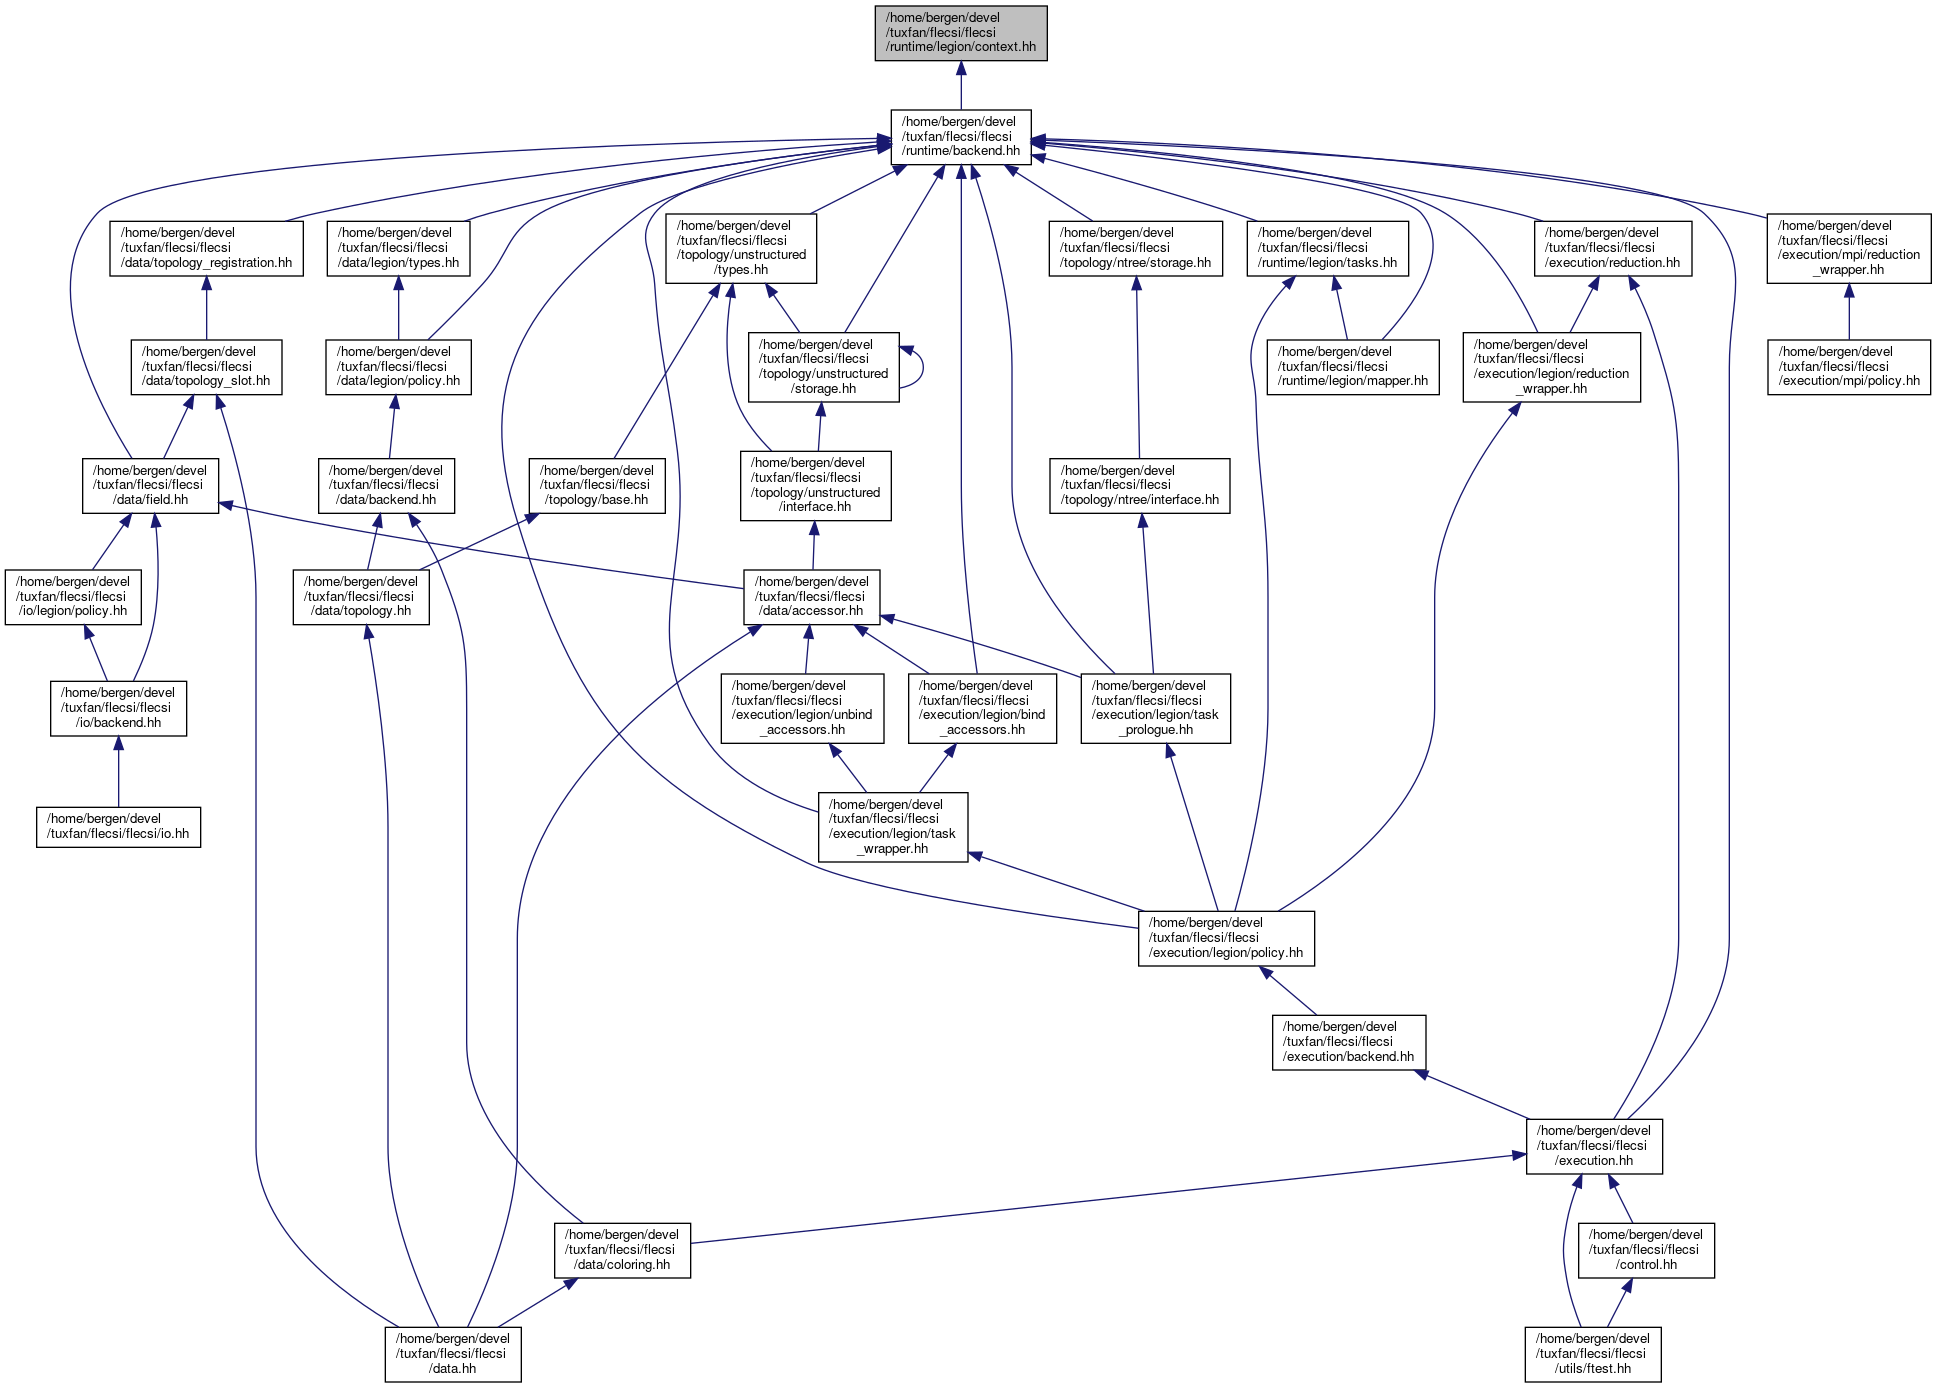 /home/bergen/devel
/tuxfan/flecsi/flecsi
/runtime/legion/context.hh
/home/bergen/devel
/tuxfan/flecsi/flecsi
/runtime/backend.hh
/home/bergen/devel
/tuxfan/flecsi/flecsi
/data/topology_registration.hh
/home/bergen/devel
/tuxfan/flecsi/flecsi
/data/legion/types.hh
/home/bergen/devel
/tuxfan/flecsi/flecsi
/topology/unstructured
/types.hh
/home/bergen/devel
/tuxfan/flecsi/flecsi
/topology/ntree/storage.hh
/home/bergen/devel
/tuxfan/flecsi/flecsi
/runtime/legion/tasks.hh
/home/bergen/devel
/tuxfan/flecsi/flecsi
/execution/reduction.hh
/home/bergen/devel
/tuxfan/flecsi/flecsi
/execution/mpi/reduction
_wrapper.hh
/home/bergen/devel
/tuxfan/flecsi/flecsi
/data/topology_slot.hh
/home/bergen/devel
/tuxfan/flecsi/flecsi
/data/legion/policy.hh
/home/bergen/devel
/tuxfan/flecsi/flecsi
/topology/unstructured
/storage.hh
/home/bergen/devel
/tuxfan/flecsi/flecsi
/runtime/legion/mapper.hh
/home/bergen/devel
/tuxfan/flecsi/flecsi
/execution/legion/reduction
_wrapper.hh
/home/bergen/devel
/tuxfan/flecsi/flecsi
/execution/mpi/policy.hh
/home/bergen/devel
/tuxfan/flecsi/flecsi
/data/field.hh
/home/bergen/devel
/tuxfan/flecsi/flecsi
/data/backend.hh
/home/bergen/devel
/tuxfan/flecsi/flecsi
/topology/base.hh
/home/bergen/devel
/tuxfan/flecsi/flecsi
/topology/unstructured
/interface.hh
/home/bergen/devel
/tuxfan/flecsi/flecsi
/topology/ntree/interface.hh
/home/bergen/devel
/tuxfan/flecsi/flecsi
/io/legion/policy.hh
/home/bergen/devel
/tuxfan/flecsi/flecsi
/data/topology.hh
/home/bergen/devel
/tuxfan/flecsi/flecsi
/data/accessor.hh
/home/bergen/devel
/tuxfan/flecsi/flecsi
/io/backend.hh
/home/bergen/devel
/tuxfan/flecsi/flecsi
/execution/legion/unbind
_accessors.hh
/home/bergen/devel
/tuxfan/flecsi/flecsi
/execution/legion/bind
_accessors.hh
/home/bergen/devel
/tuxfan/flecsi/flecsi
/execution/legion/task
_prologue.hh
/home/bergen/devel
/tuxfan/flecsi/flecsi/io.hh
/home/bergen/devel
/tuxfan/flecsi/flecsi
/execution/legion/task
_wrapper.hh
/home/bergen/devel
/tuxfan/flecsi/flecsi
/execution/legion/policy.hh
/home/bergen/devel
/tuxfan/flecsi/flecsi
/execution/backend.hh
/home/bergen/devel
/tuxfan/flecsi/flecsi
/execution.hh
/home/bergen/devel
/tuxfan/flecsi/flecsi
/data/coloring.hh
/home/bergen/devel
/tuxfan/flecsi/flecsi
/control.hh
/home/bergen/devel
/tuxfan/flecsi/flecsi
/data.hh
/home/bergen/devel
/tuxfan/flecsi/flecsi
/utils/ftest.hh